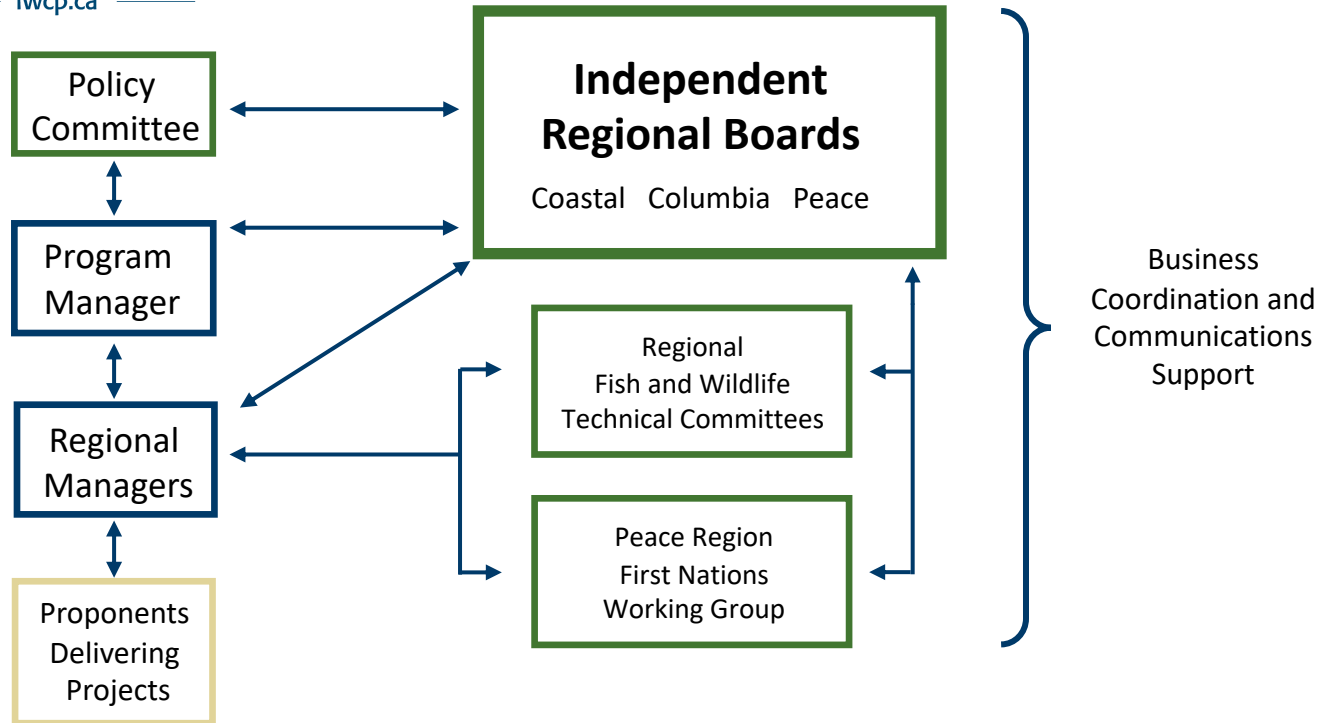 fwcp.ca
Policy
Committee
Independent
Regional Boards
Coastal Columbia Peace
Program
Manager
Business
Coordination and
Communications
Support
Regional
Fish and Wildlife
Technical Committees
Regional
Managers
Peace Region
First Nations
Working Group
Proponents
Delivering
Projects